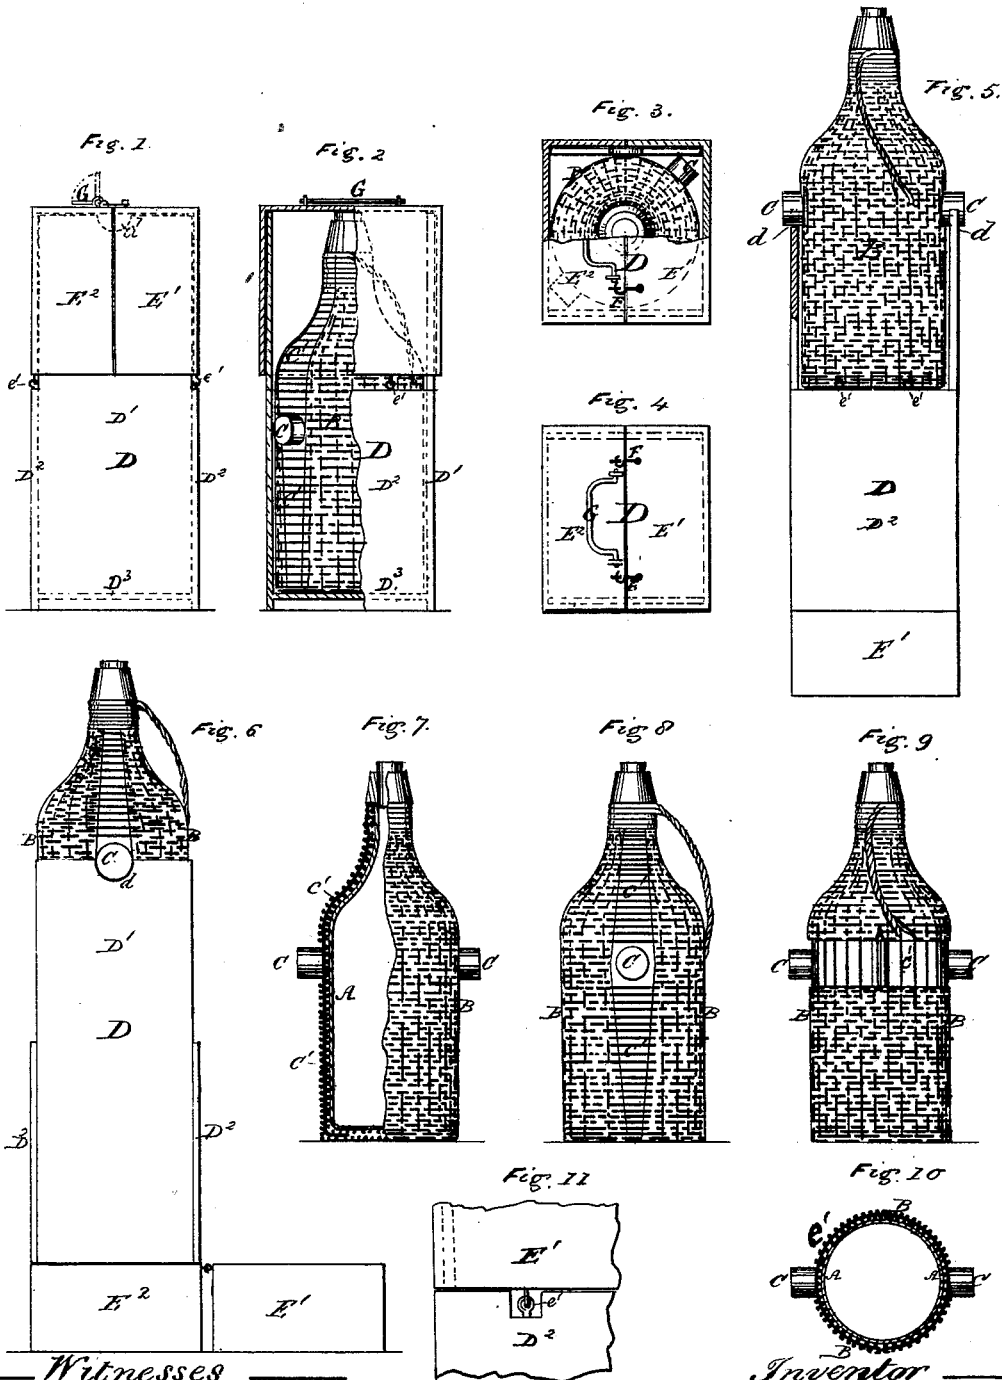 Fig. 1
G
d'
E² E'
e' e'
D'
D² D D²
D³
Fig. 2
G
C
B
D
D² D'
e'
D³
Fig. 3.
B C
D
E² E'
F
Fig. 4
F
G D
E² E'
F
Fig. 5.
C C
d d
B
e' e'
D
D²
E'
Fig. 6
B B
C
d
D'
D
D² D²
E² E'
Fig. 7.
C'
C C
A B
C'
Fig. 8
C'
C
B B
C'
Fig. 9
C C' C
B B
Fig. 10
B
e'
C A A C
B
Fig. 11
E'
e'
D²
Witnesses Inventor